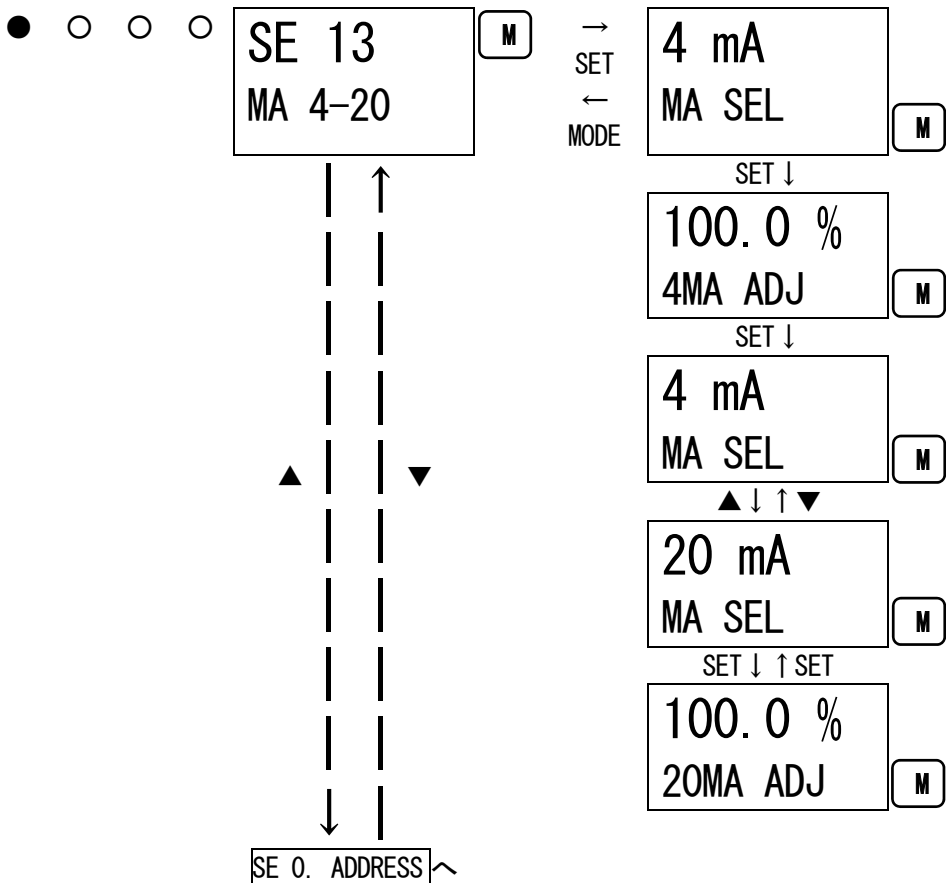 ● ○ ○ ○
SE 13
MA 4-20
M
→
SET
←
MODE
4 mA
MA SEL
M
SET↓
100.0 %
4MA ADJ
M
SET↓
4 mA
MA SEL
M
▲↓↑▼
20 mA
MA SEL
M
SET↓↑SET
100.0 %
20MA ADJ
M
▲ ▼
SE 0. ADDRESS へ